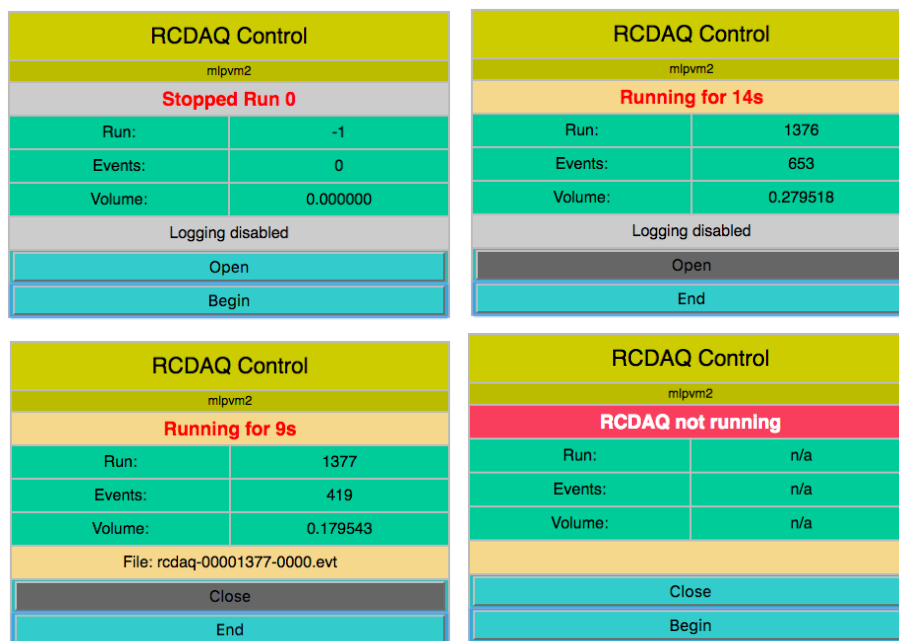 RCDAQ Control
mlpvm2
Stopped Run 0
Run: -1
Events: 0
Volume: 0.000000
Logging disabled
Open
Begin
RCDAQ Control
mlpvm2
Running for 14s
Run: 1376
Events: 653
Volume: 0.279518
Logging disabled
Open
End
RCDAQ Control
mlpvm2
Running for 9s
Run: 1377
Events: 419
Volume: 0.179543
File: rcdaq-00001377-0000.evt
Close
End
RCDAQ Control
mlpvm2
RCDAQ not running
Run: n/a
Events: n/a
Volume: n/a
Close
Begin